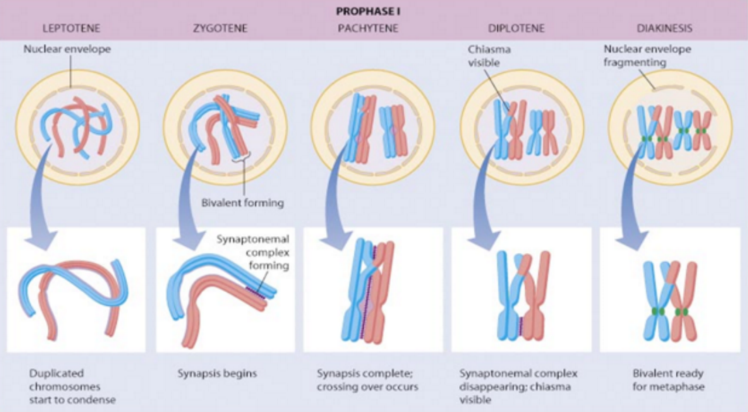 PROPHASE I
LEPTOTENE
ZYGOTENE
PACHYTENE
DIPLOTENE
DIAKINESIS
Nuclear envelope
Chiasma
visible
Nuclear envelope
fragmenting
Bivalent forming
Synaptonemal
complex
forming
Duplicated
chromosomes
start to condense
Synapsis begins
Synapsis complete;
crossing over occurs
Synaptonemal complex
disappearing; chiasma
visible
Bivalent ready
for metaphase